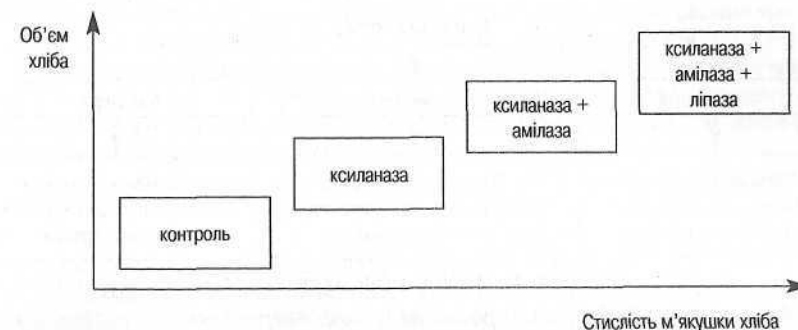 Об'єм
хліба
ксиланаза +
амілаза +
ліпаза
ксиланаза +
амілаза
ксиланаза
контроль
Стислість м'якушки хліба